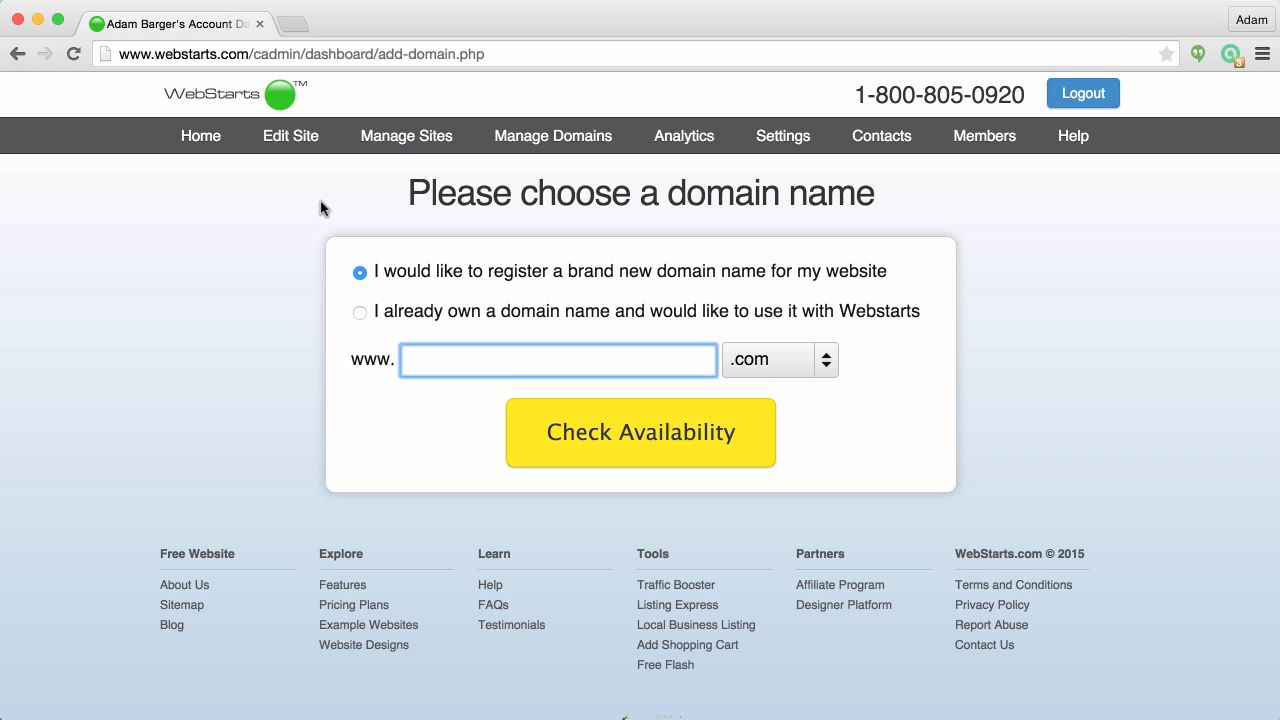 Adam Barger's Account Da
Adam
www.webstarts.com/cadmin/dashboard/add-domain.php
3
WebStarts TM
1-800-805-0920
Logout
Home Edit Site Manage Sites Manage Domains Analytics Settings Contacts Members Help
Please choose a domain name
I would like to register a brand new domain name for my website
I already own a domain name and would like to use it with Webstarts
www. .com
Check Availability
Free Website
About Us
Sitemap
Blog
Explore
Features
Pricing Plans
Example Websites
Website Designs
Learn
Help
FAQs
Testimonials
Tools
Traffic Booster
Listing Express
Local Business Listing
Add Shopping Cart
Free Flash
Partners
Affiliate Program
Designer Platform
WebStarts.com © 2015
Terms and Conditions
Privacy Policy
Report Abuse
Contact Us